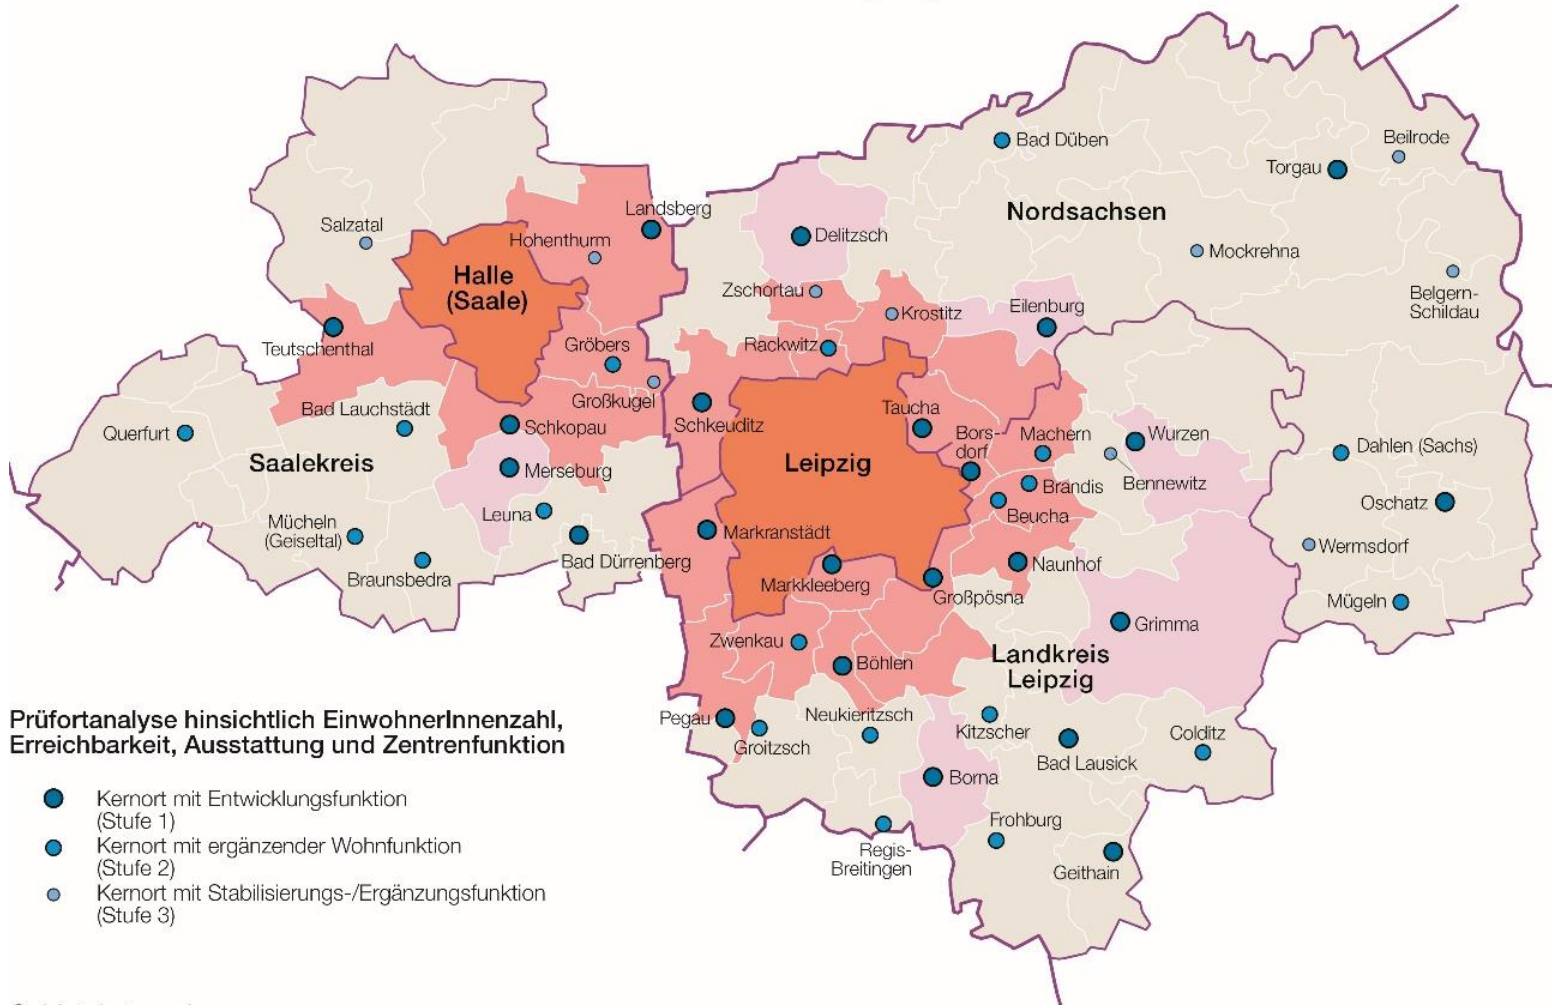 Bad Düben
Beilrode
Torgau
Nordsachsen
Landsberg
Salzatal
Hohenthurm
Delitzsch
Mockrehna
Halle
(Saale)
Zschortau
Krostitz
Eilenburg
Belgern-
Schildau
Teutschenthal
Gröbers
Rackwitz
Großkugel
Bad Lauchstädt
Schkopau
Schkeuditz
Taucha
Bors-
dorf
Machern
Wurzen
Querfurt
Saalekreis
Merseburg
Leipzig
Dahlen (Sachs)
Brandis
Bennewitz
Oschatz
Leuna
Beucha
Mücheln
(Geiseltal)
Markranstädt
Wermsdorf
Bad Dürrenberg
Naunhof
Braunsbedra
Markkleeberg
Großpösna
Mügeln
Grimma
Zwenkau
Landkreis
Leipzig
Böhlen
Pegau
Neukieritzsch
Groitzsch
Kitzscher
Colditz
Bad Lausick
Borna
Frohburg
Regis-
Breitingen
Geithain
Prüfortanalyse hinsichtlich EinwohnerInnenzahl,
Erreichbarkeit, Ausstattung und Zentrenfunktion
Kernort mit Entwicklungsfunktion
(Stufe 1)
Kernort mit ergänzender Wohnfunktion
(Stufe 2)
Kernort mit Stabilisierungs-/Ergänzungsfunktion
(Stufe 3)